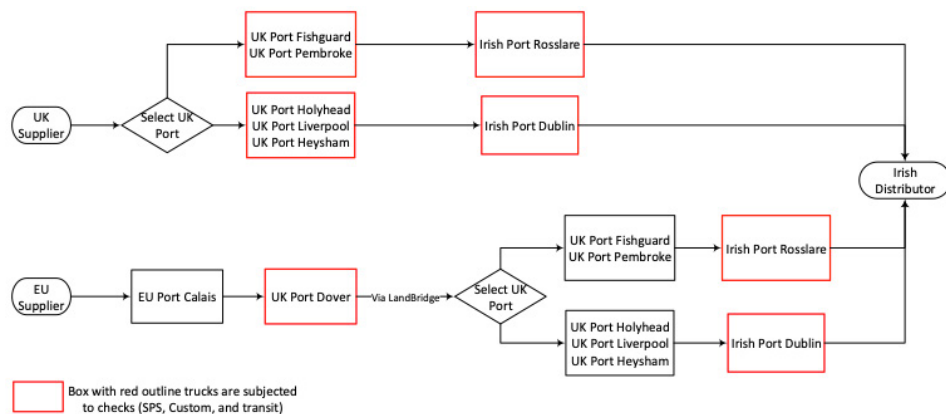 UK Port Fishguard
UK Port Pembroke
Irish Port Rosslare
UK
Supplier
Select UK
Port
UK Port Holyhead
UK Port Liverpool
UK Port Heysham
Irish Port Dublin
Irish
Distributor
UK Port Fishguard
UK Port Pembroke
Irish Port Rosslare
EU
Supplier
EU Port Calais
UK Port Dover
Via LandBridge
Select UK
Port
UK Port Holyhead
UK Port Liverpool
UK Port Heysham
Irish Port Dublin
Box with red outline trucks are subjected
to checks (SPS, Custom, and transit)